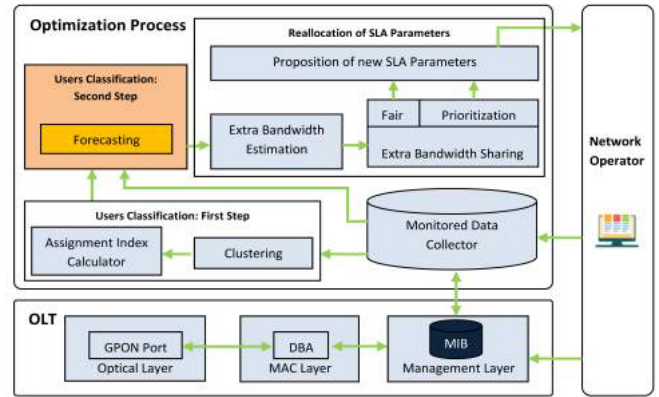 Optimization Process
Reallocation of SLA Parameters
Proposition of new SLA Parameters
Users Classification:
Second Step
Forecasting
Extra Bandwidth
Estimation
Fair
Prioritization
Extra Bandwidth Sharing
Network
Operator
Users Classification: First Step
Assignment Index
Calculator
Clustering
Monitored Data
Collector
OLT
GPON Port
Optical Layer
DBA
MAC Layer
MIB
Management Layer